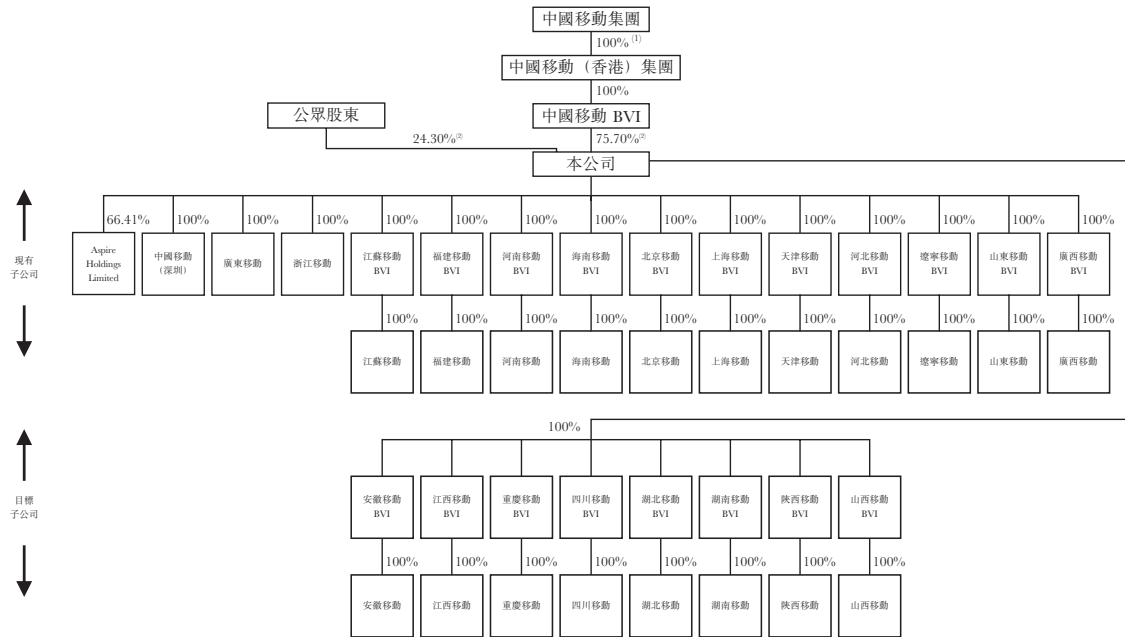 中國移動集團
100% (1)
中國移動（香港）集團
100%
公眾股東
中國移動 BVI
24.30%(2)
75.70%(2)
本公司
現有
子公司
66.41%
100%
100%
100%
100%
100%
100%
100%
100%
100%
100%
100%
100%
100%
100%
Aspire
Holdings
Limited
中國移動
（深圳）
廣東移動
浙江移動
江蘇移動
BVI
福建移動
BVI
河南移動
BVI
海南移動
BVI
北京移動
BVI
上海移動
BVI
天津移動
BVI
河北移動
BVI
遼寧移動
BVI
山東移動
BVI
廣西移動
BVI
100%
100%
100%
100%
100%
100%
100%
100%
100%
100%
100%
江蘇移動
福建移動
河南移動
海南移動
北京移動
上海移動
天津移動
河北移動
遼寧移動
山東移動
廣西移動
100%
目標
子公司
安徽移動
BVI
江西移動
BVI
重慶移動
BVI
四川移動
BVI
湖北移動
BVI
湖南移動
BVI
陝西移動
BVI
山西移動
BVI
100%
100%
100%
100%
100%
100%
100%
100%
安徽移動
江西移動
重慶移動
四川移動
湖北移動
湖南移動
陝西移動
山西移動